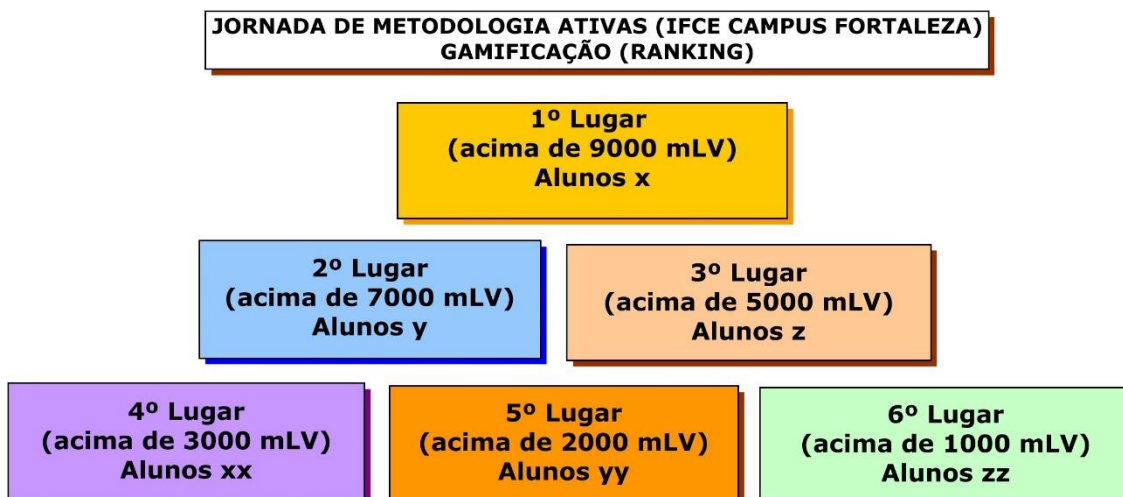 JORNADA DE METODOLOGIA ATIVAS (IFCE CAMPUS FORTALEZA)
GAMIFICAÇÃO (RANKING)
1º Lugar
(acima de 9000 mLV)
Alunos x
2º Lugar
(acima de 7000 mLV)
Alunos y
3º Lugar
(acima de 5000 mLV)
Alunos z
4º Lugar
(acima de 3000 mLV)
Alunos xx
5º Lugar
(acima de 2000 mLV)
Alunos yy
6º Lugar
(acima de 1000 mLV)
Alunos zz